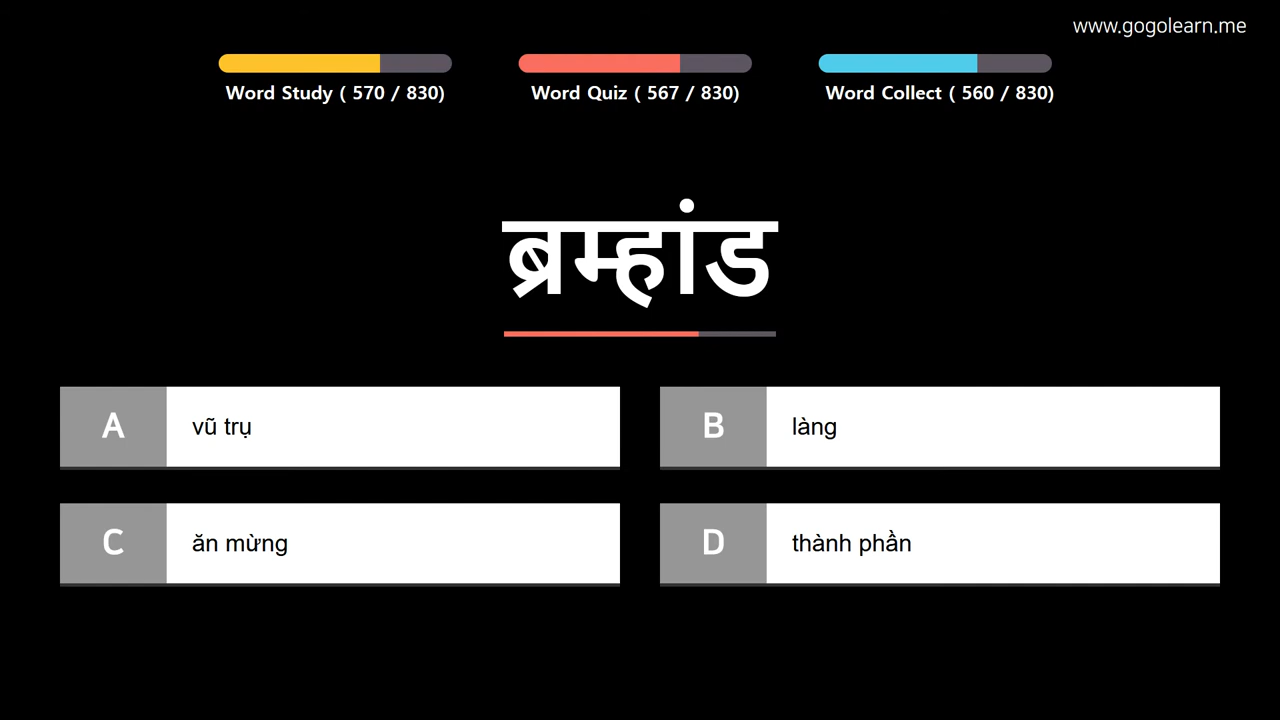 www.gogolearn.me
Word Study ( 570 / 830)
Word Quiz ( 567 / 830)
Word Collect ( 560 / 830)
ब्रम्हांड
A vũ trụ
B làng
C ăn mừng
D thành phần